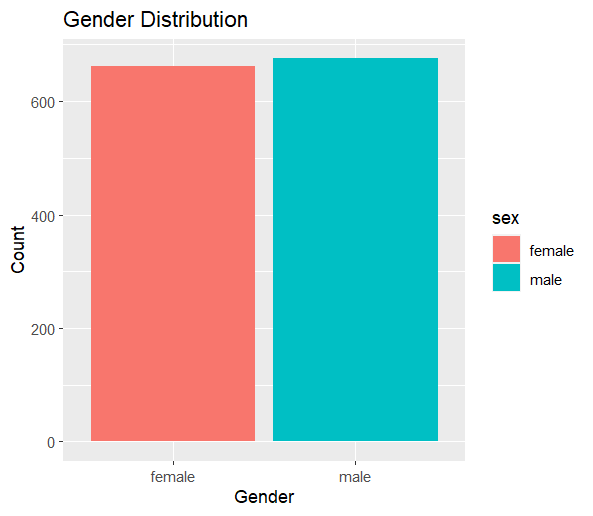 Gender Distribution
600
400
200
0
Count
female
male
Gender
sex
female
male